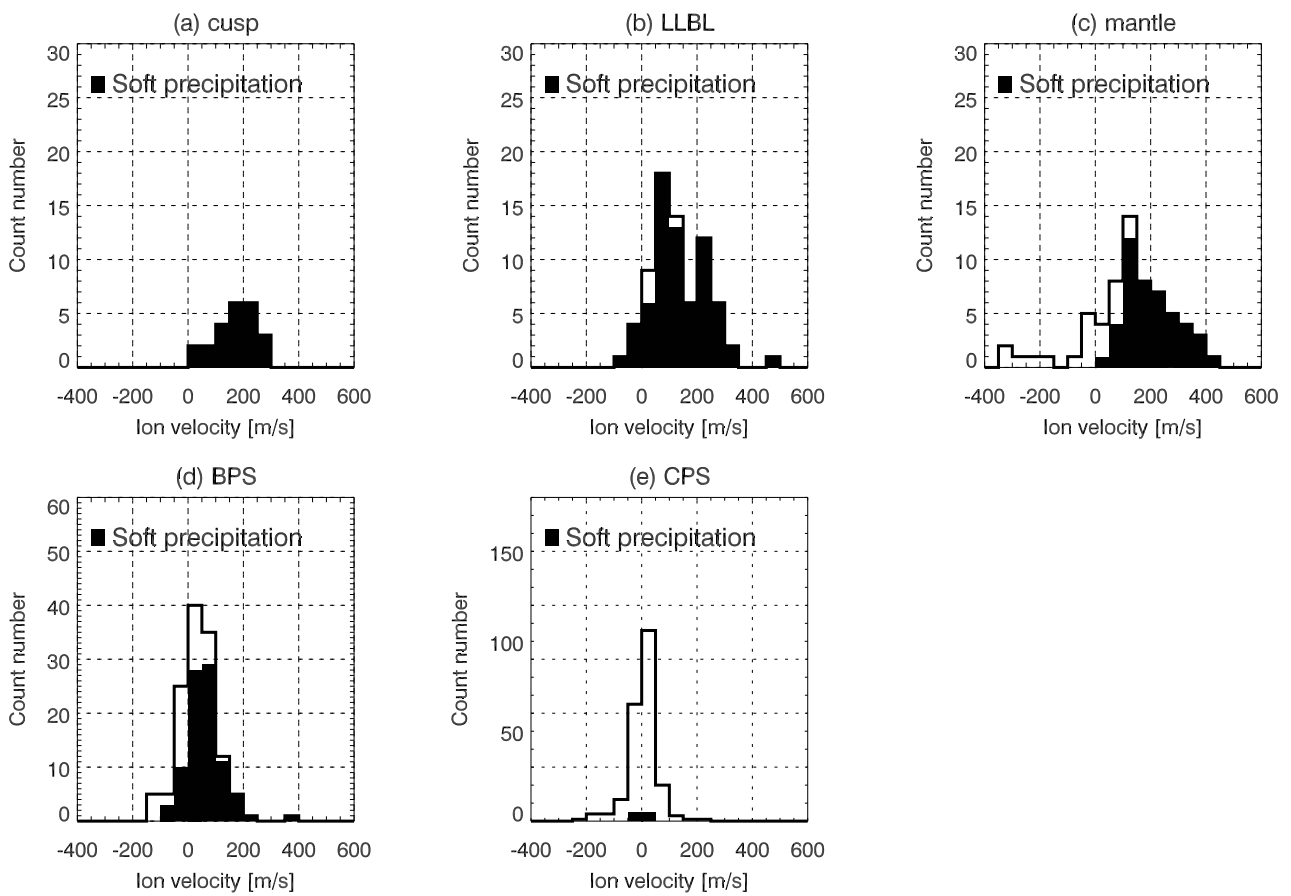 (a) cusp
30
25
20
15
10
5
0
Count number
Soft precipitation
-400 -200 0 200 400 600
Ion velocity [m/s]
(b) LLBL
30
25
20
15
10
5
0
Count number
Soft precipitation
-400 -200 0 200 400 600
Ion velocity [m/s]
(c) mantle
30
25
20
15
10
5
0
Count number
Soft precipitation
-400 -200 0 200 400 600
Ion velocity [m/s]
(d) BPS
60
50
40
30
20
10
0
Count number
Soft precipitation
-400 -200 0 200 400 600
Ion velocity [m/s]
(e) CPS
150
100
50
0
Count number
Soft precipitation
-400 -200 0 200 400 600
Ion velocity [m/s]